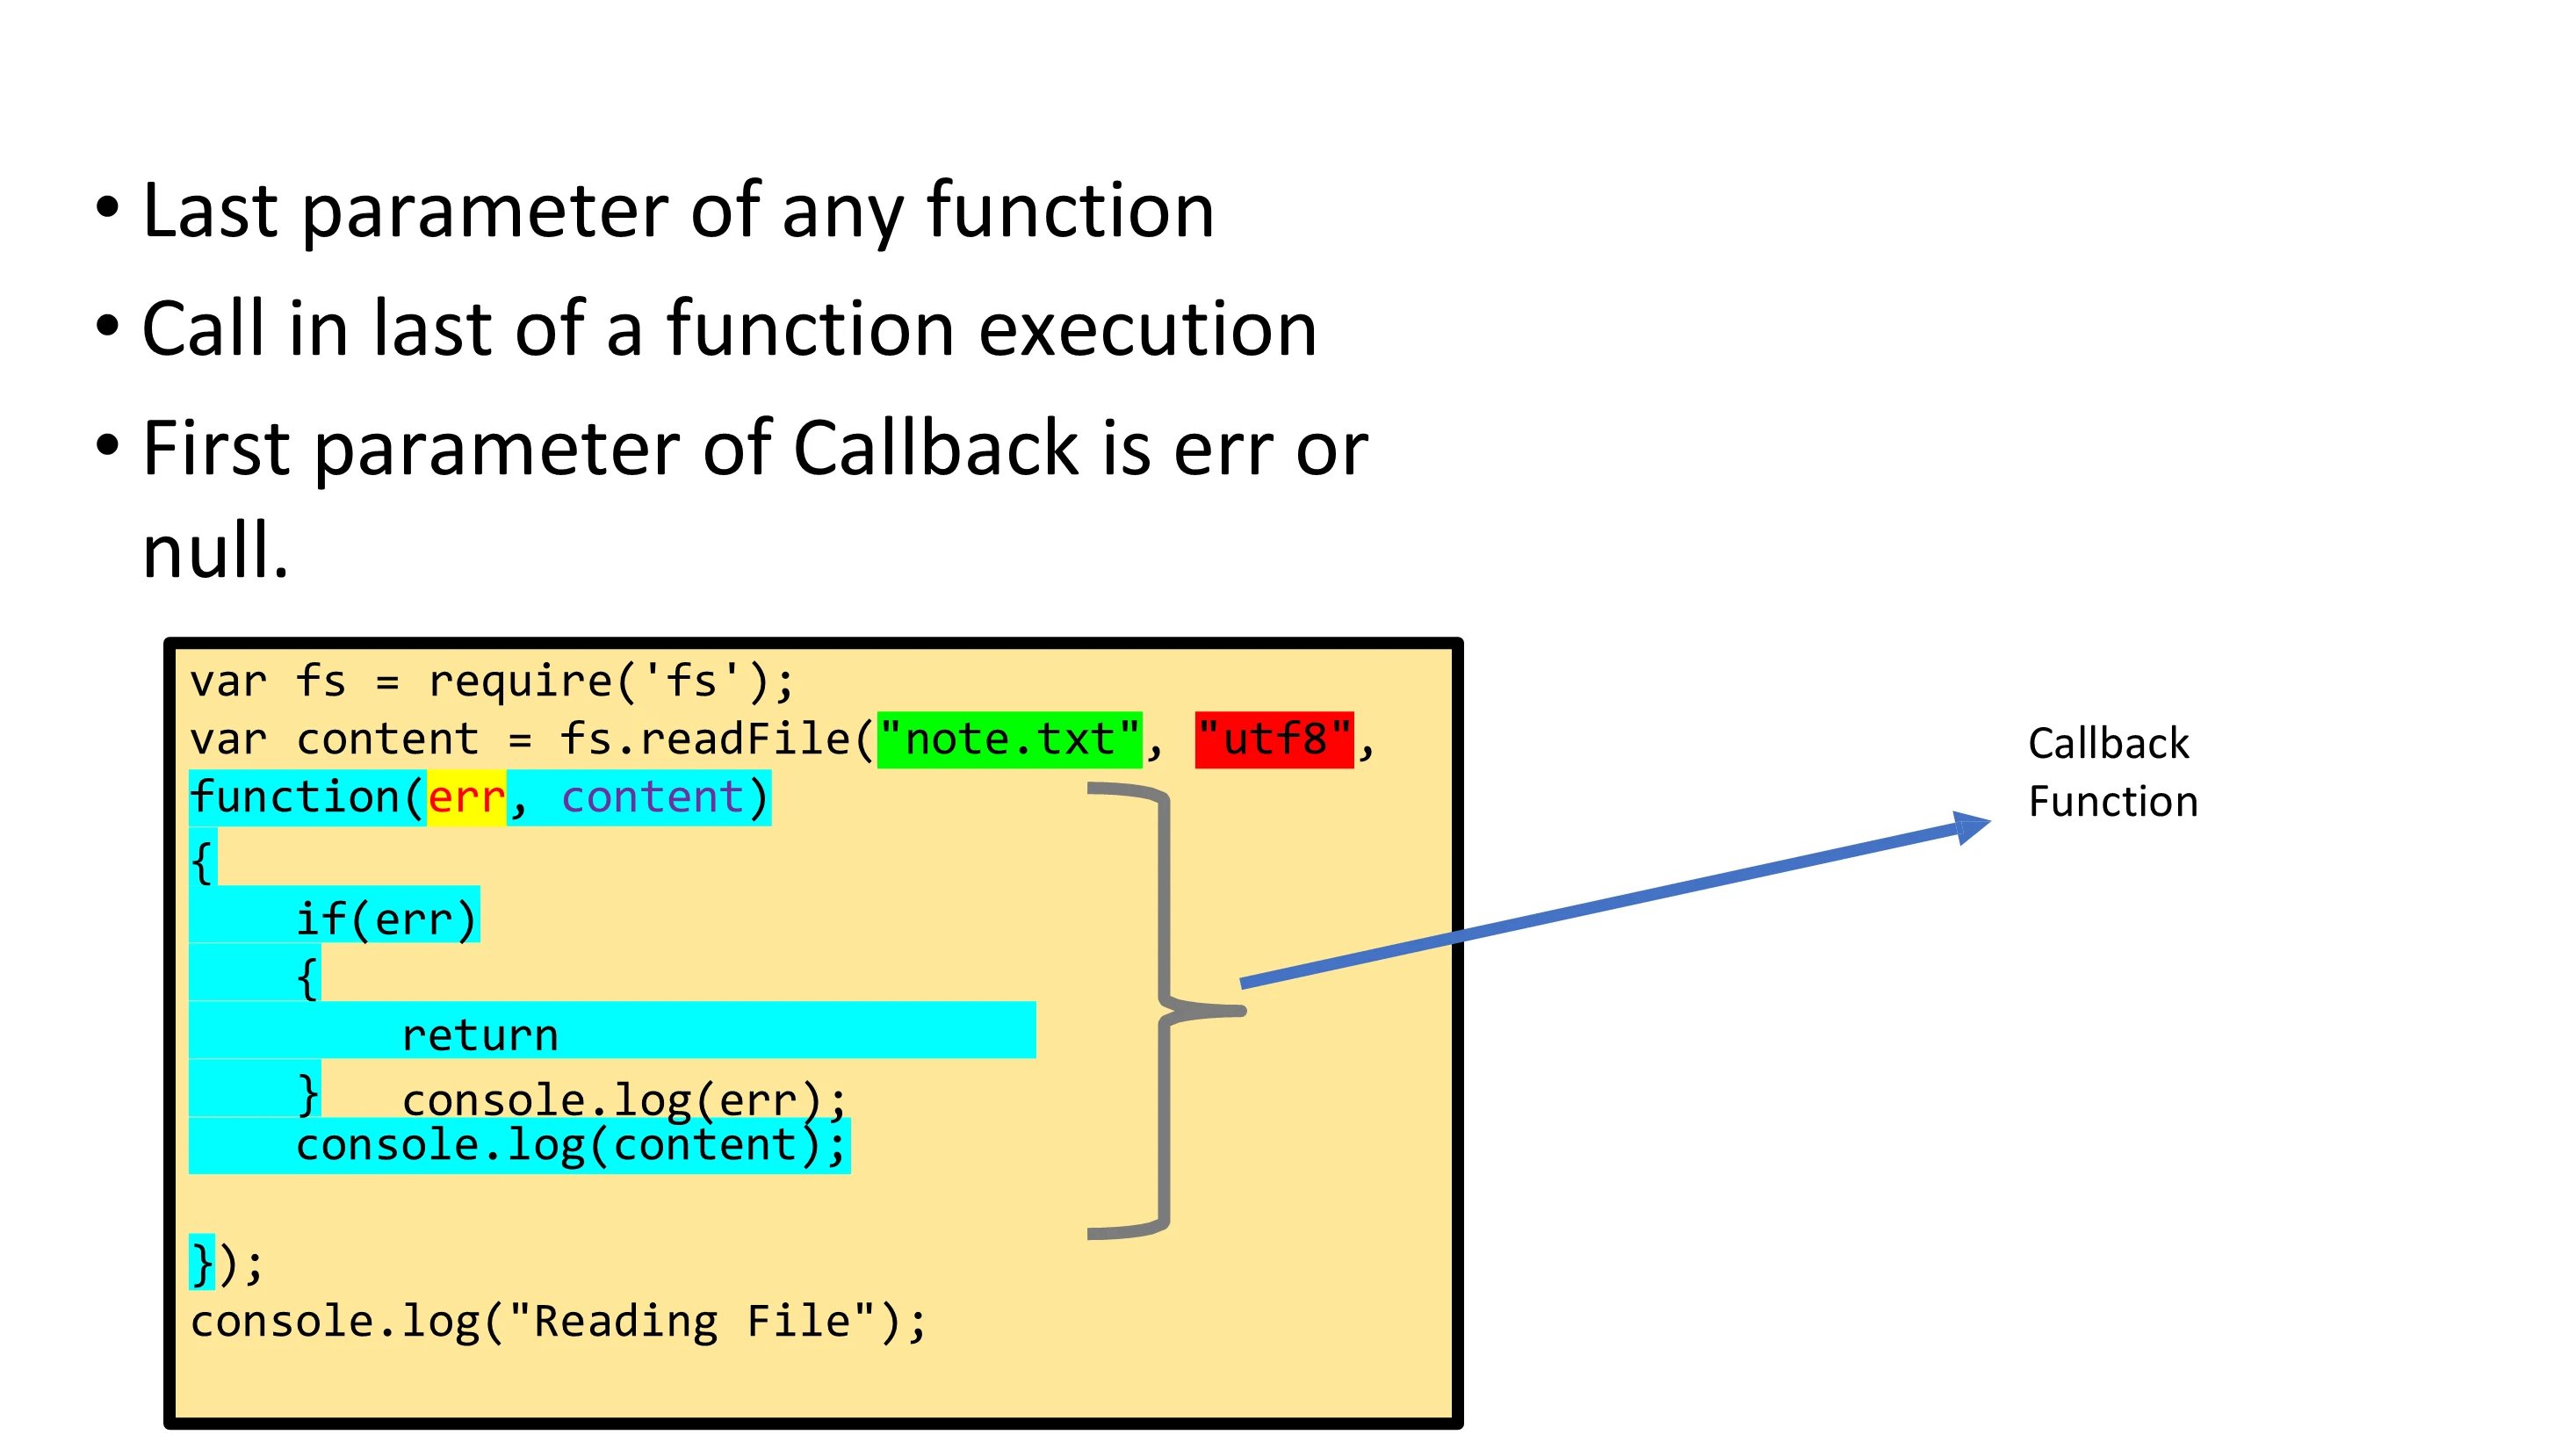 • Last parameter of any function
• Call in last of a function execution
• First parameter of Callback is err or
null.
var fs = require('fs');
var content = fs.readFile("note.txt", "utf8",
function(err, content)
{
    if(err)
    {
        return
    }   console.log(err);
    console.log(content);
});
console.log("Reading File");
Callback
Function